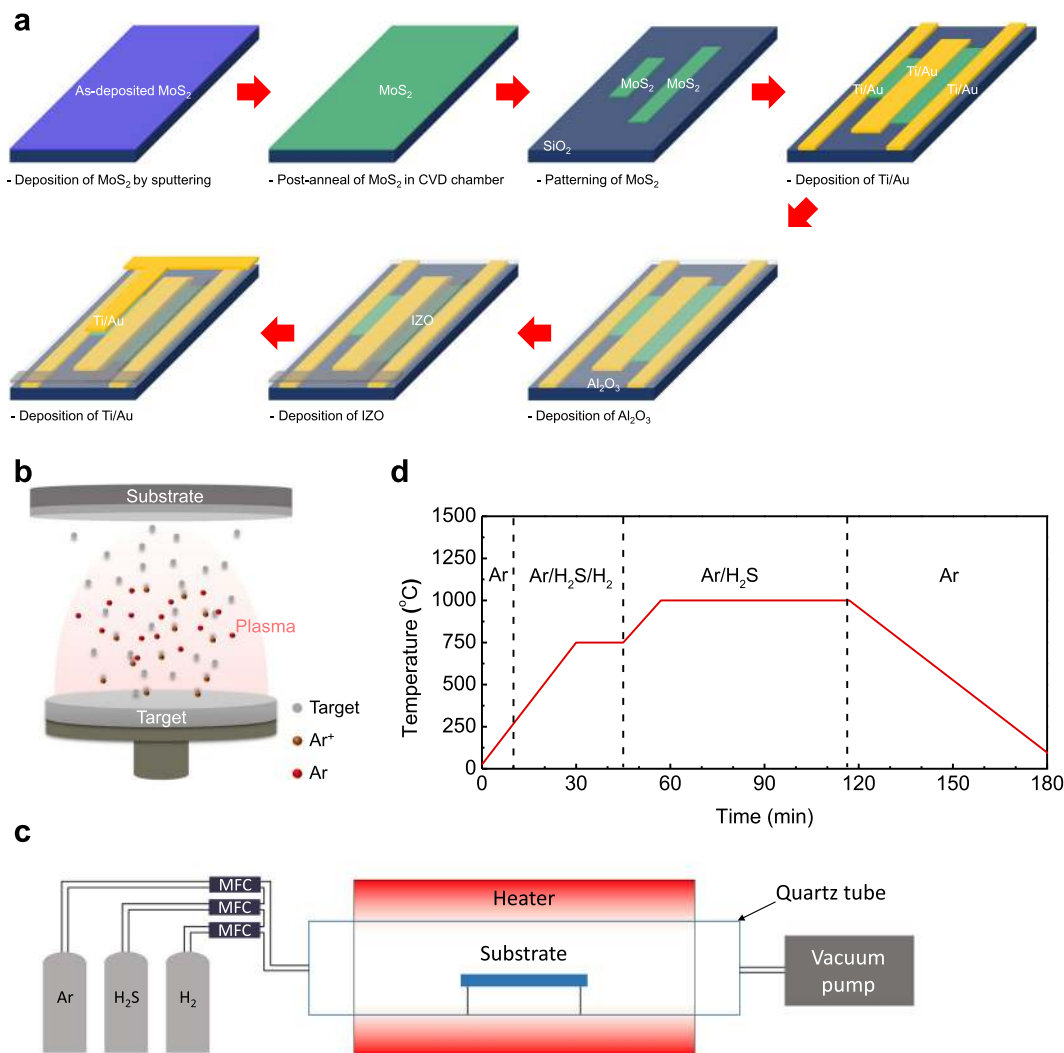 a
As-deposited MoS₂
MoS₂
MoS₂
MoS₂
SiO₂
Ti/Au
Ti/Au
Ti/Au
- Deposition of MoS₂ by sputtering
- Post-anneal of MoS₂ in CVD chamber
- Patterning of MoS₂
- Deposition of Ti/Au
Ti/Au
IZO
Al₂O₃
- Deposition of Ti/Au
- Deposition of IZO
- Deposition of Al₂O₃
b
Substrate
Plasma
Target
Target
Ar⁺
Ar
d
1500
1250
1000
750
500
250
0
Temperature (°C)
Ar
Ar/H₂S/H₂
Ar/H₂S
Ar
0
30
60
90
120
150
180
Time (min)
c
MFC
MFC
MFC
Ar
H₂S
H₂
Heater
Substrate
Quartz tube
Vacuum
pump